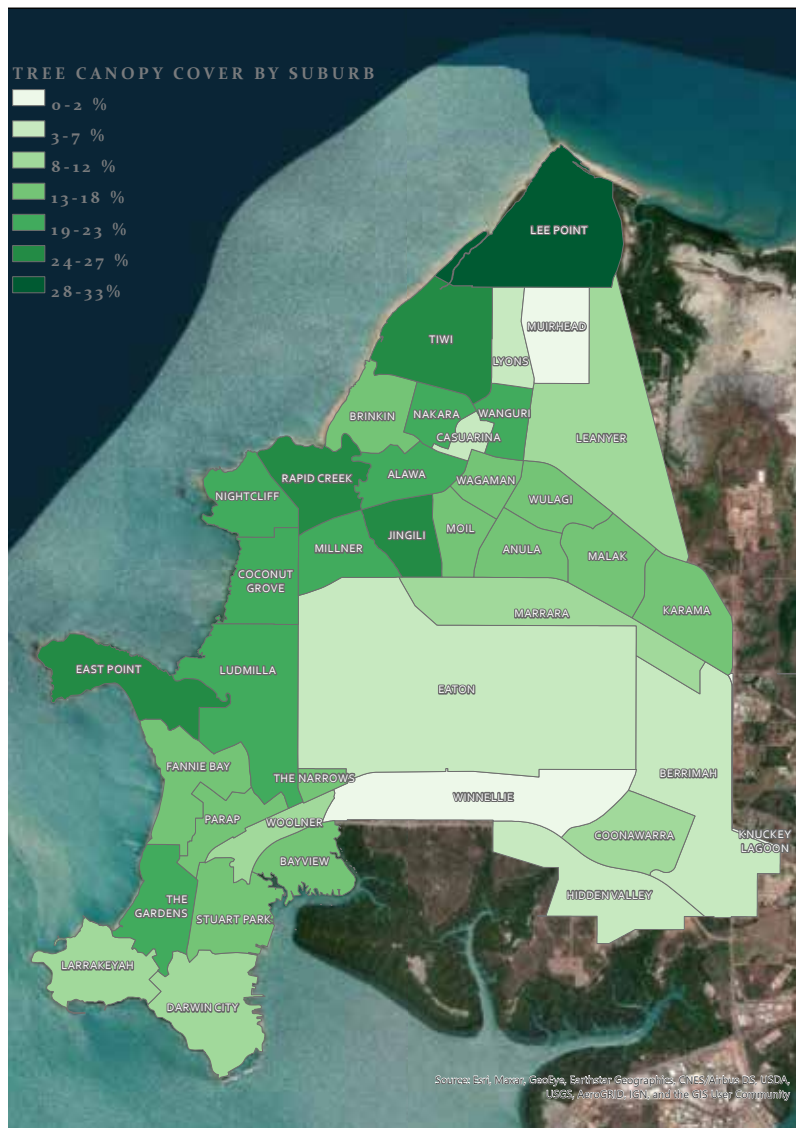 TREE CANOPY COVER BY SUBURB
0-2 %
3-7 %
8-12 %
13-18 %
19-23 %
24-27 %
28-33%
LEE POINT
MUIRHEAD
TIWI
LYONS
NAKARA
WANGURI
BRINKIN
CASUARINA
LEANYER
RAPID CREEK
ALAWA
WAGAMAN
NIGHTCLIFF
WULAGI
MOIL
JINGILI
MILLNER
ANULA
MALAK
COCONUT
GROVE
KARAMA
MARRARA
EAST POINT
LUDMILLA
EATON
FANNIE BAY
THE NARROWS
BERRIMAH
WINNELLIE
PARAP
WOOLNER
COONAWARRA
KNUCKEY
LAGOON
BAYVIEW
HIDDEN VALLEY
THE
GARDENS
STUART PARK
LARRAKEYAH
DARWIN CITY
Source: Esri, Maxar, GeoEye, Earthstar Geographics, CNES/Airbus DS, USDA,
USGS, AeroGRID, IGN, and the GIS User Community